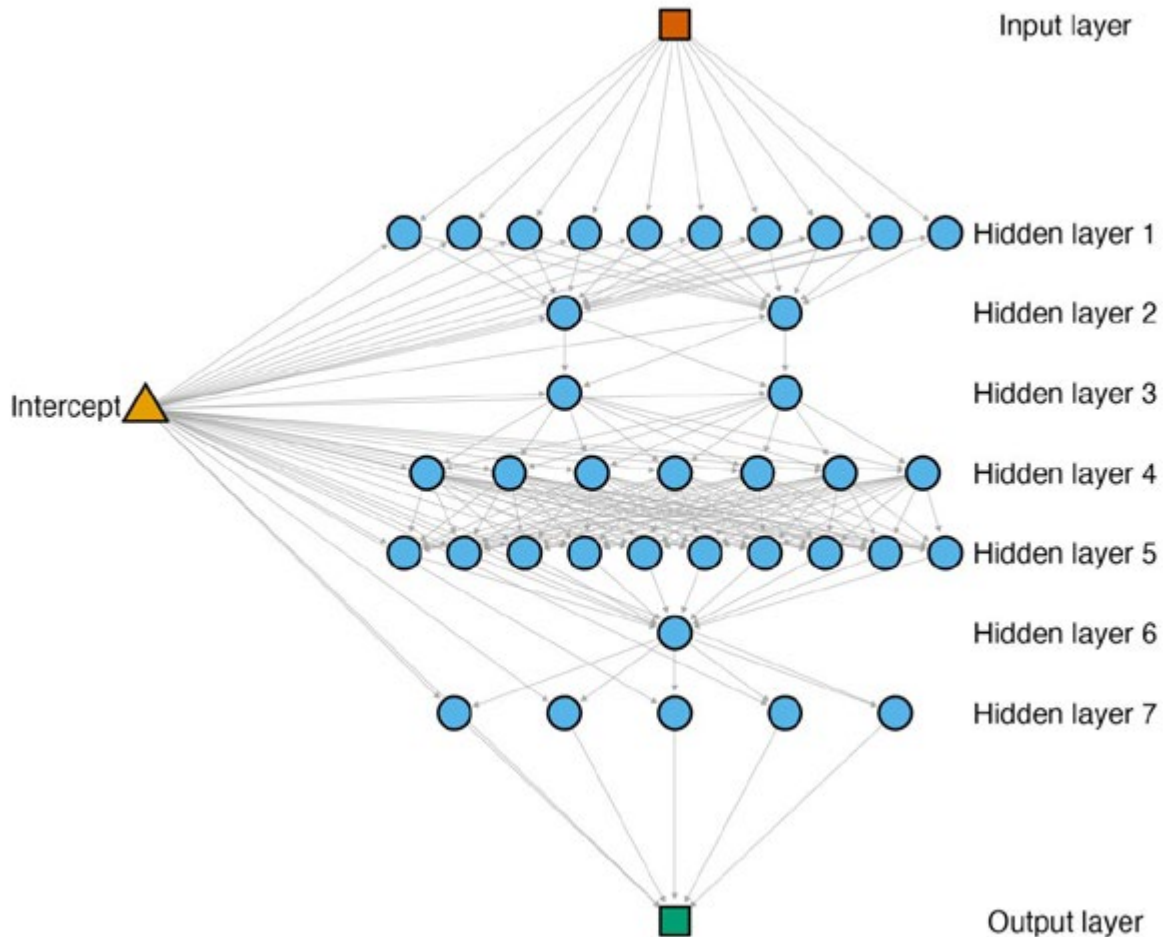 Input layer
Hidden layer 1
Hidden layer 2
Hidden layer 3
Intercept
Hidden layer 4
Hidden layer 5
Hidden layer 6
Hidden layer 7
Output layer